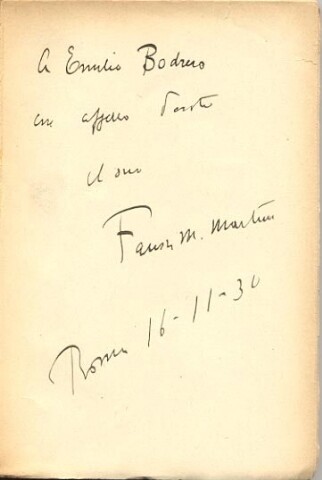 A Emilio Bodrero
con affetto
il suo
Fausto M. Martini
Roma 16-11-30